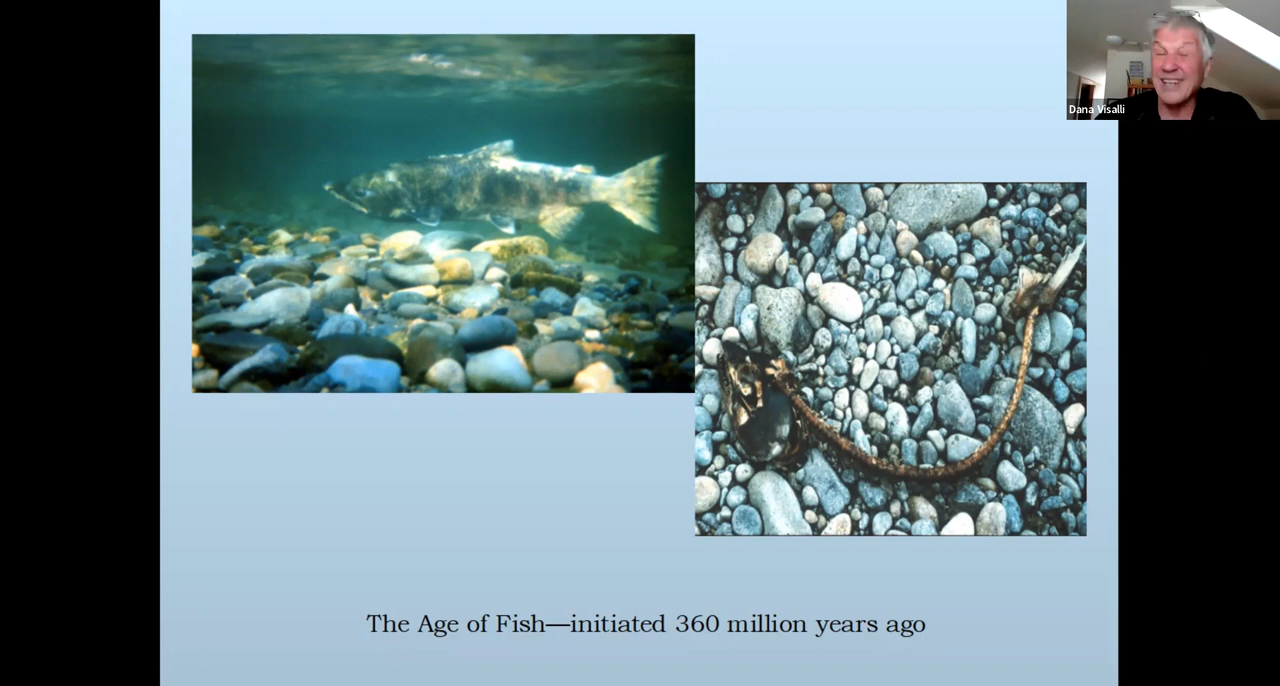 Dana Visalli
The Age of Fish—initiated 360 million years ago